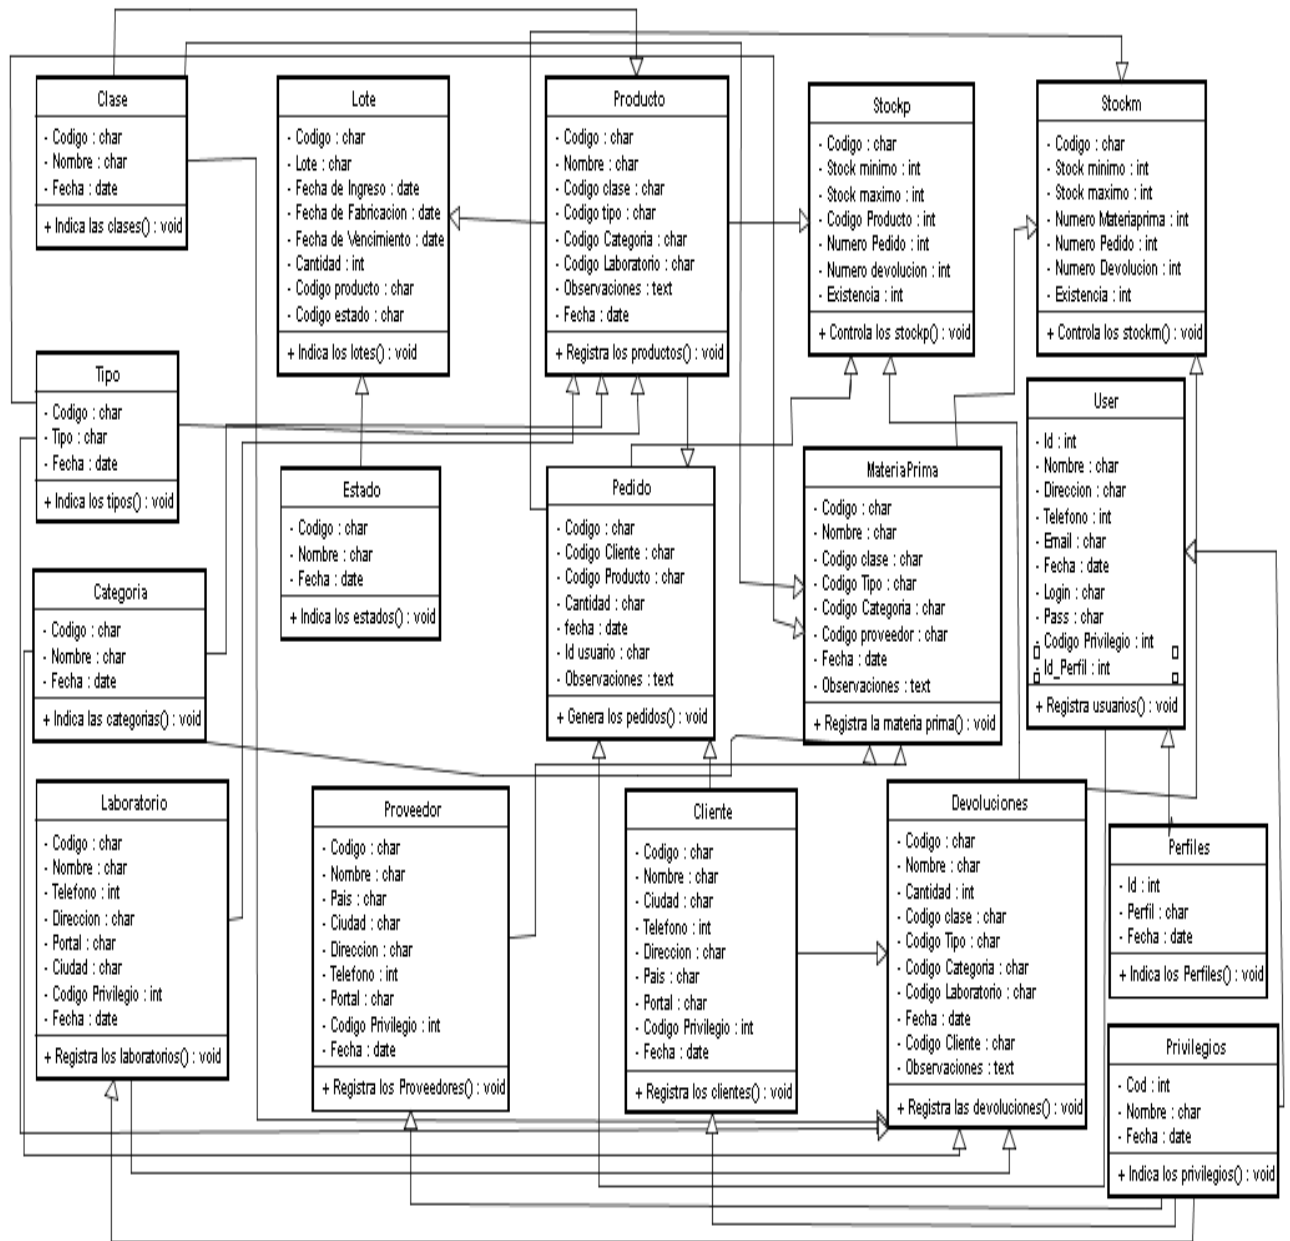 Clase
- Codigo : char
- Nombre : char
- Fecha : date
+ Indica las clases() : void
Lote
- Codigo : char
- Lote : char
- Fecha de Ingreso : date
- Fecha de Fabricacion : date
- Fecha de Vencimiento : date
- Cantidad : int
- Codigo producto : char
- Codigo estado : char
+ Indica los lotes() : void
Producto
- Codigo : char
- Nombre : char
- Codigo clase : char
- Codigo tipo : char
- Codigo Categoria : char
- Codigo Laboratorio : char
- Observaciones : text
- Fecha : date
+ Registra los productos() : void
Stockp
- Codigo : char
- Stock minimo : int
- Stock maximo : int
- Codigo Producto : int
- Numero Pedido : int
- Numero devolucion : int
- Existencia : int
+ Controla los stockp() : void
Stockm
- Codigo : char
- Stock minimo : int
- Stock maximo : int
- Numero Materiaprima : int
- Numero Pedido : int
- Numero Devolucion : int
- Existencia : int
+ Controla los stockm() : void
Tipo
- Codigo : char
- Tipo : char
- Fecha : date
+ Indica los tipos() : void
Estado
- Codigo : char
- Nombre : char
- Fecha : date
+ Indica los estados() : void
Pedido
- Codigo : char
- Codigo Cliente : char
- Codigo Producto : char
- Cantidad : char
- fecha : date
- Id usuario : char
- Observaciones : text
+ Genera los pedidos() : void
MateriaPrima
- Codigo : char
- Nombre : char
- Codigo clase : char
- Codigo Tipo : char
- Codigo Categoria : char
- Codigo proveedor : char
- Fecha : date
- Observaciones : text
+ Registra la materia prima() : void
User
- Id : int
- Nombre : char
- Direccion : char
- Telefono : int
- Email : char
- Fecha : date
- Login : char
- Pass : char
- Codigo Privilegio : int
- Id_Perfil : int
+ Registra usuarios() : void
Categoria
- Codigo : char
- Nombre : char
- Fecha : date
+ Indica las categorias() : void
Laboratorio
- Codigo : char
- Nombre : char
- Telefono : int
- Direccion : char
- Portal : char
- Ciudad : char
- Codigo Privilegio : int
- Fecha : date
+ Registra los laboratorios() : void
Proveedor
- Codigo : char
- Nombre : char
- Pais : char
- Ciudad : char
- Direccion : char
- Telefono : int
- Portal : char
- Codigo Privilegio : int
- Fecha : date
+ Registra los Proveedores() : void
Cliente
- Codigo : char
- Nombre : char
- Ciudad : char
- Telefono : int
- Direccion : char
- Pais : char
- Portal : char
- Codigo Privilegio : int
- Fecha : date
+ Registra los clientes() : void
Devoluciones
- Codigo : char
- Nombre : char
- Cantidad : int
- Codigo clase : char
- Codigo Tipo : char
- Codigo Categoria : char
- Codigo Laboratorio : char
- Fecha : date
- Codigo Cliente : char
- Observaciones : text
+ Registra las devoluciones() : void
Perfiles
- Id : int
- Perfil : char
- Fecha : date
+ Indica los Perfiles() : void
Privilegios
- Cod : int
- Nombre : char
- Fecha : date
+ Indica los privilegios() : void